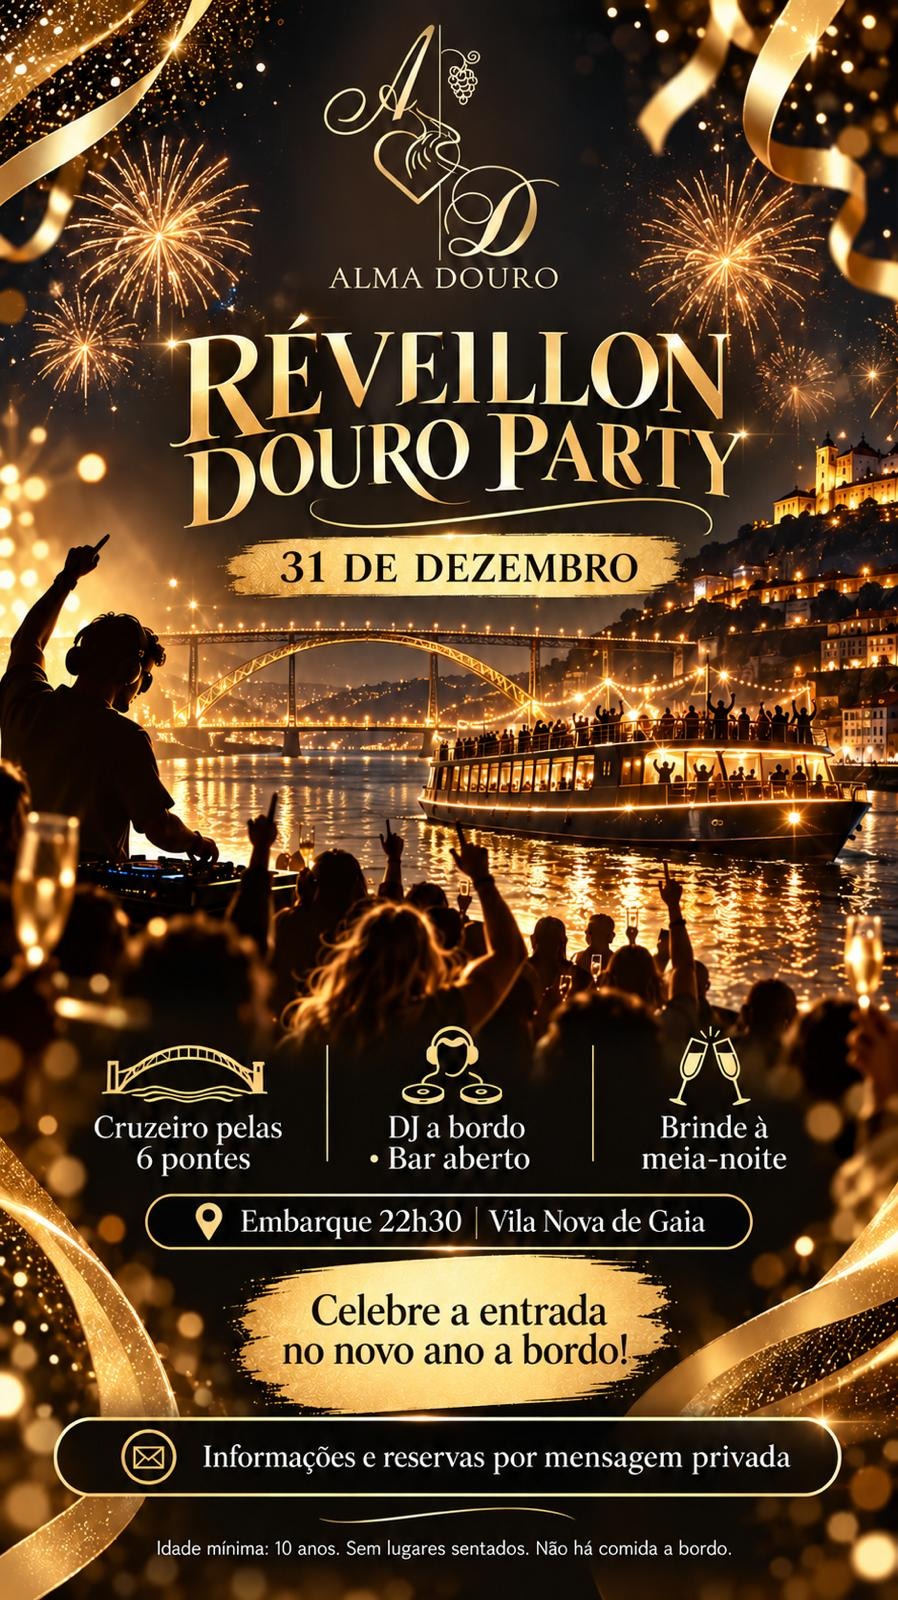 A
D
ALMA DOURO
RÉVEILLON
DOURO PARTY
31 DE DEZEMBRO
Cruzeiro pelas
6 pontes
DJ a bordo
• Bar aberto
Brinde à
meia-noite
Embarque 22h30 | Vila Nova de Gaia
Celebre a entrada
no novo ano a bordo!
Informações e reservas por mensagem privada
Idade mínima: 10 anos. Sem lugares sentados. Não há comida a bordo.